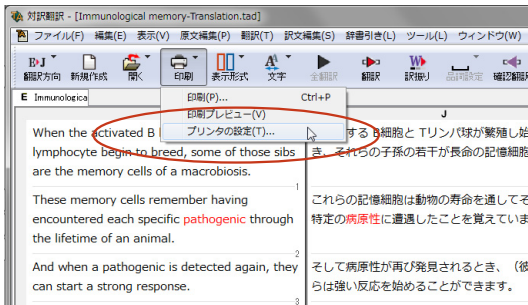 対訳翻訳 - [Immunological memory-Translation.tad]
ファイル(F) 編集(E) 表示(V) 原文編集(P) 翻訳(T) 訳文編集(S) 辞書引き(L) ツール(L) ウィンドウ(W)
翻訳方向 新規作成 開く 印刷 表示形式 文字 全翻訳 翻訳 訳振り 品詞設定 確認翻訳
E Immunologica
印刷(P)... Ctrl+P
印刷プレビュー(V)
プリンタの設定(T)...
J
When the activated B
lymphocyte begin to breed, some of those sibs
are the memory cells of a macrobiosis.
1
These memory cells remember having
encountered each specific pathogenic through
the lifetime of an animal.
2
And when a pathogenic is detected again, they
can start a strong response.
3
する B細胞と Tリンパ球が繁殖し始
き、それらの子孫の若干が長命の記憶細胞
これらの記憶細胞は動物の寿命を通してそ
特定の病原性に遭遇したことを覚えていま
そして病原性が再び発見されるとき、（彼
らは強い反応を始めることができます。